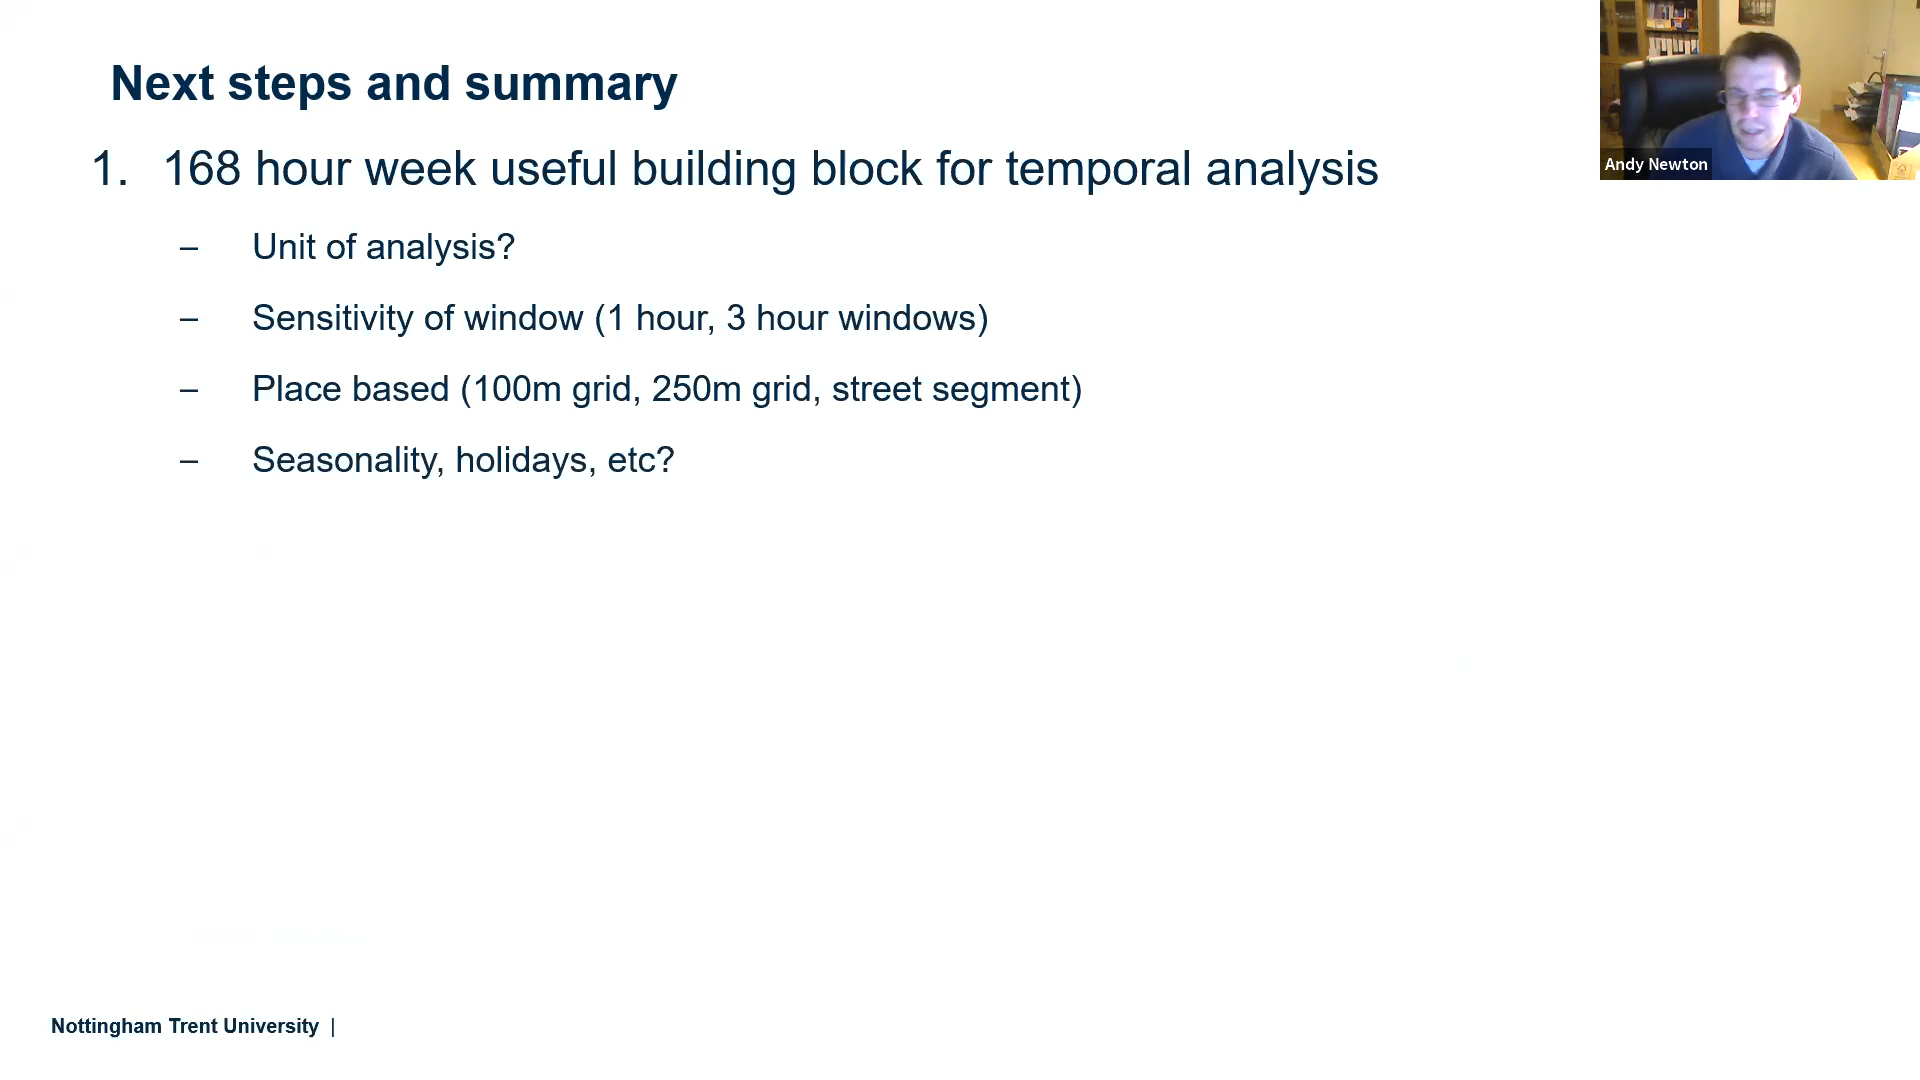 Next steps and summary
1. 168 hour week useful building block for temporal analysis
– Unit of analysis?
– Sensitivity of window (1 hour, 3 hour windows)
– Place based (100m grid, 250m grid, street segment)
– Seasonality, holidays, etc?
Andy Newton
Nottingham Trent University |